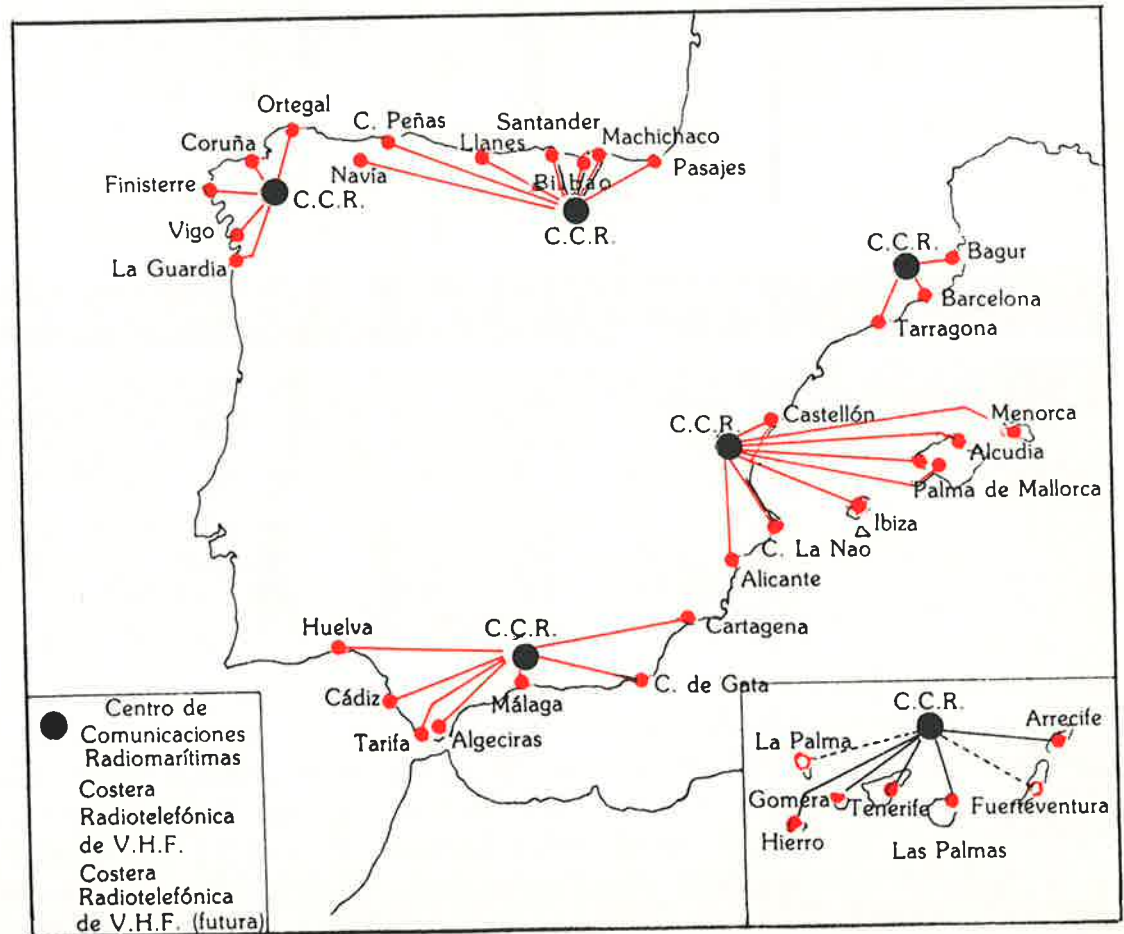 Ortegal
C. Peñas
Santander
Coruña
Llanes
Machichaco
Navía
Pasajes
Finisterre
Bilbao
C.C.R.
C.C.R.
Vigo
La Guardia
C.C.R.
Bagur
Barcelona
Tarragona
Castellón
Menorca
C.C.R.
Alcudia
Palma de Mallorca
Ibiza
C. La Nao
Alicante
Cartagena
Huelva
C.C.R.
C. de Gata
Cádiz
Málaga
Tarifa
Algeciras
Centro de
Comunicaciones
Radiomarítimas
Costera
Radiotelefónica
de V.H.F.
Costera
Radiotelefónica
de V.H.F. (futura)
C.C.R.
Arrecife
La Palma
Gomera
Tenerife
Fuerteventura
Hierro
Las Palmas